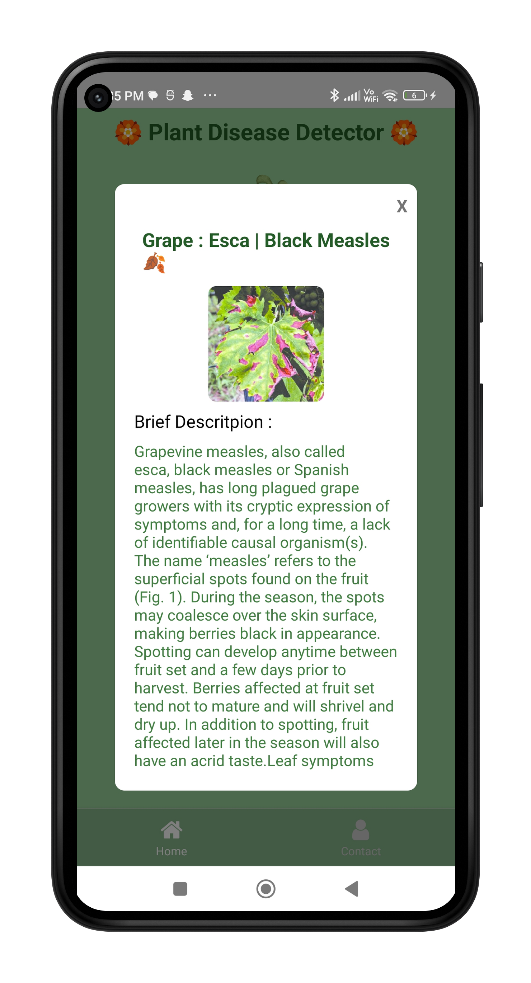 35 PM
Vo
WiFi
6
Plant Disease Detector
X
Grape : Esca | Black Measles
Brief Descritpion :
Grapevine measles, also called
esca, black measles or Spanish
measles, has long plagued grape
growers with its cryptic expression of
symptoms and, for a long time, a lack
of identifiable causal organism(s).
The name ‘measles’ refers to the
superficial spots found on the fruit
(Fig. 1). During the season, the spots
may coalesce over the skin surface,
making berries black in appearance.
Spotting can develop anytime between
fruit set and a few days prior to
harvest. Berries affected at fruit set
tend not to mature and will shrivel and
dry up. In addition to spotting, fruit
affected later in the season will also
have an acrid taste.Leaf symptoms
Home
Contact